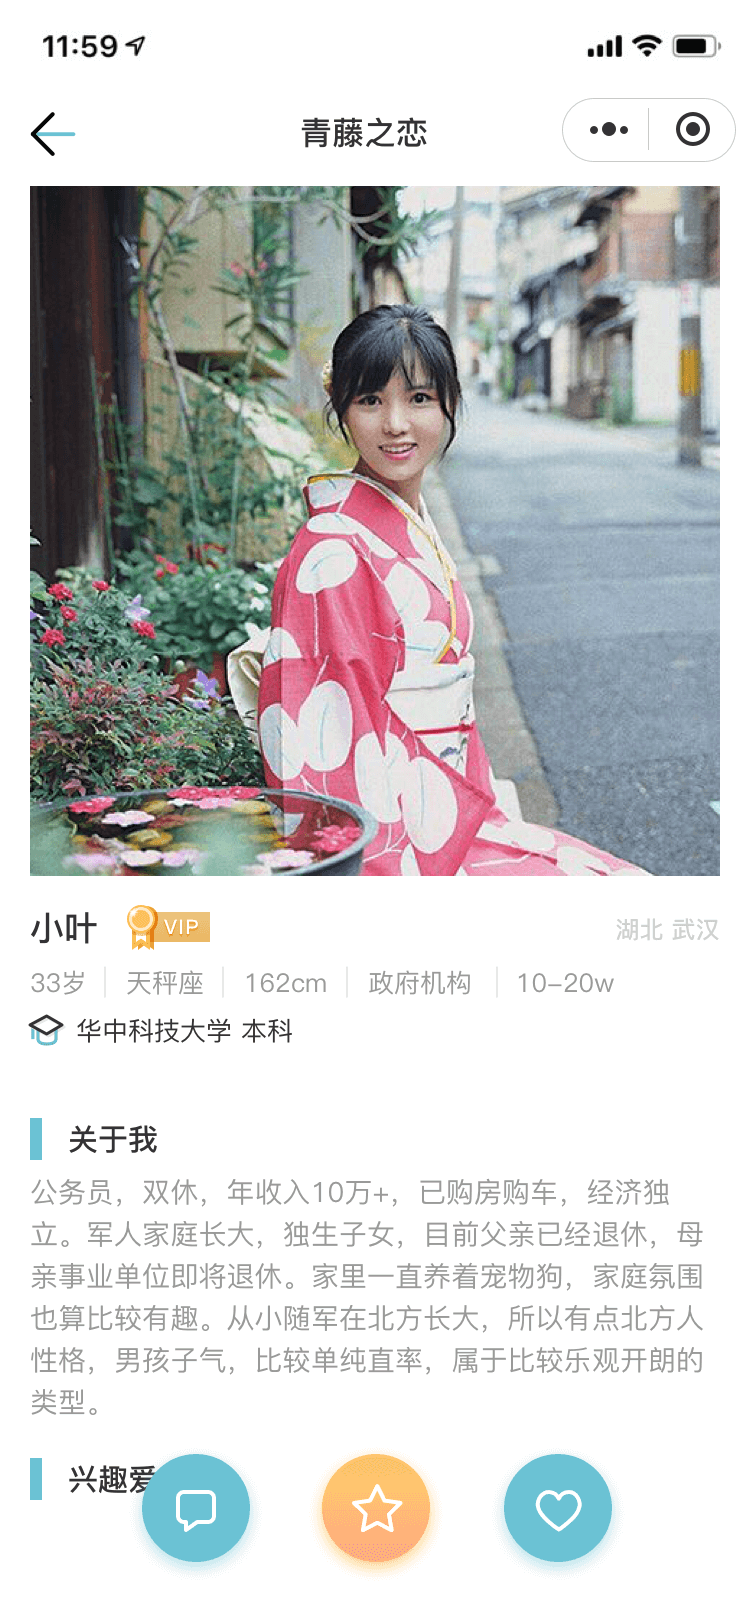 11:59
青藤之恋
小叶 VIP 湖北 武汉
33岁 天秤座 162cm 政府机构 10-20w
华中科技大学 本科
关于我
公务员，双休，年收入10万+，已购房购车，经济独
立。军人家庭长大，独生子女，目前父亲已经退休，母
亲事业单位即将退休。家里一直养着宠物狗，家庭氛围
也算比较有趣。从小随军在北方长大，所以有点北方人
性格，男孩子气，比较单纯直率，属于比较乐观开朗的
类型。
兴趣爱